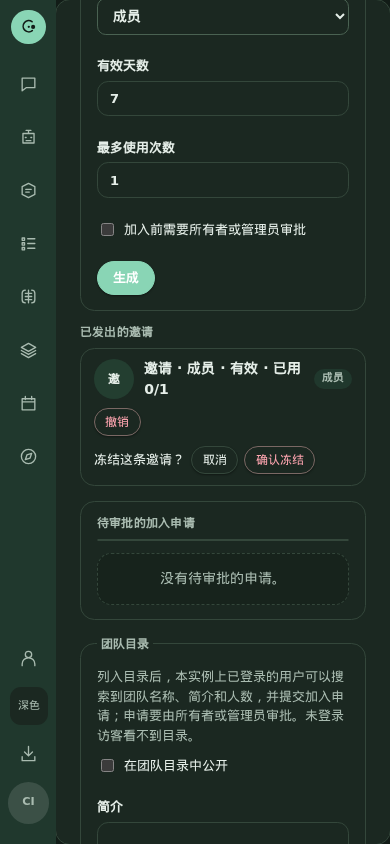 成员
有效天数
7
最多使用次数
1
加入前需要所有者或管理员审批
生成
已发出的邀请
邀
邀请 · 成员 · 有效 · 已用
0/1
成员
撤销
冻结这条邀请？
取消
确认冻结
待审批的加入申请
没有待审批的申请。
团队目录
列入目录后，本实例上已登录的用户可以搜
索到团队名称、简介和人数，并提交加入申
请；申请要由所有者或管理员审批。未登录
访客看不到目录。
在团队目录中公开
简介
深色
CI